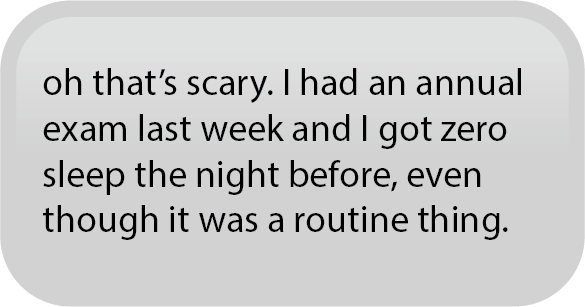 oh that’s scary. I had an annual
exam last week and I got zero
sleep the night before, even
though it was a routine thing.